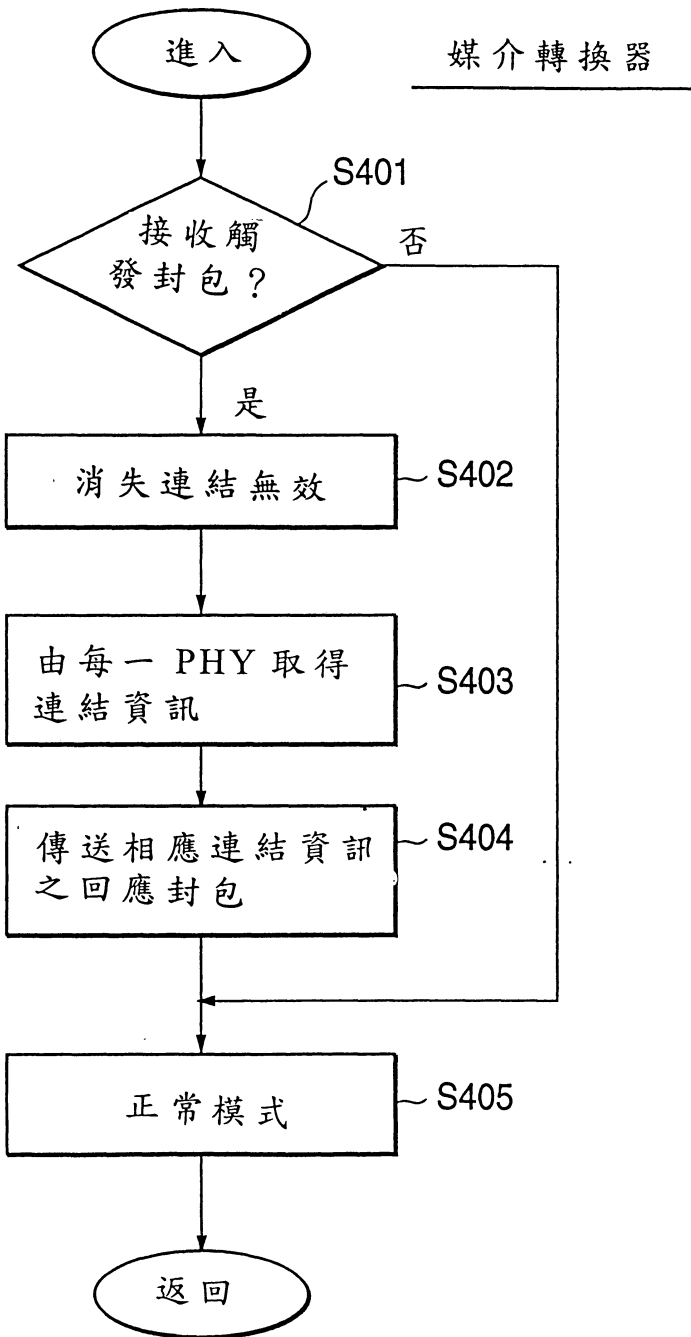 進入
媒介轉換器
S401
接收觸
發封包?
否
是
消失連結無效
S402
由每一 PHY 取得
連結資訊
S403
傳送相應連結資訊
之回應封包
S404
正常模式
S405
返回